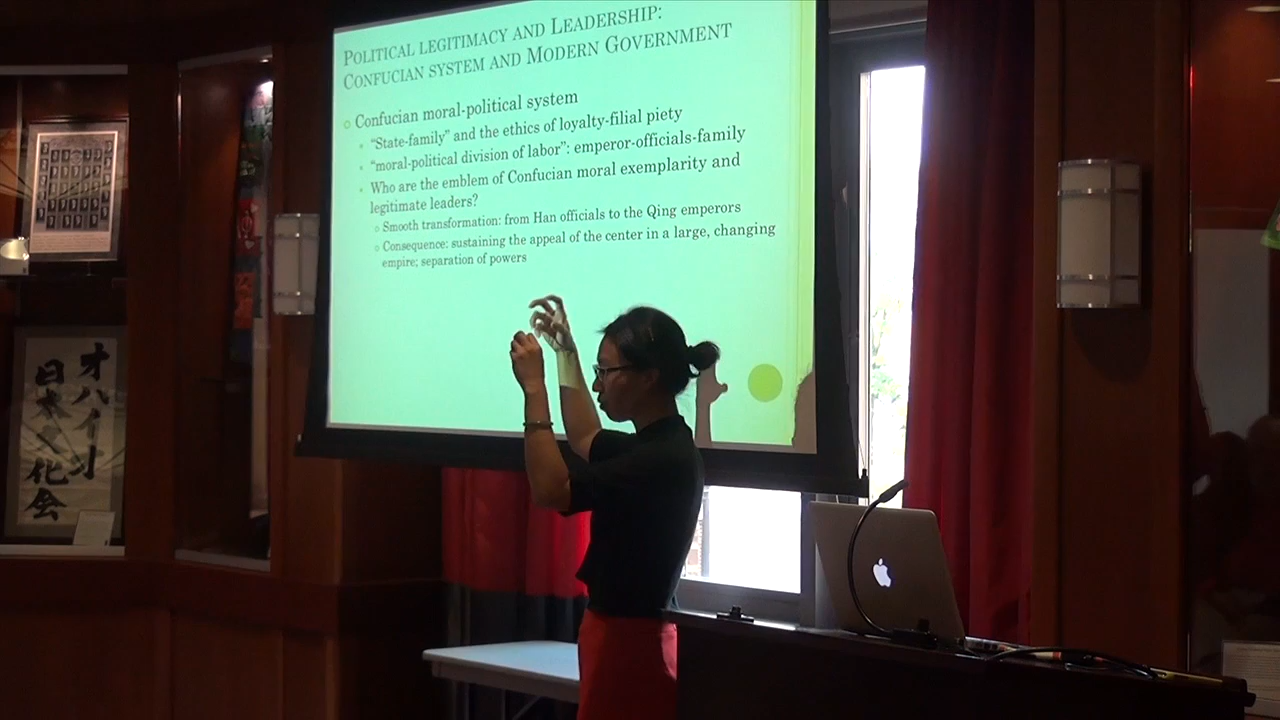 POLITICAL LEGITIMACY AND LEADERSHIP:
CONFUCIAN SYSTEM AND MODERN GOVERNMENT
Confucian moral-political system
"State-family" and the ethics of loyalty-filial piety
"moral-political division of labor": emperor-officials-family
Who are the emblem of Confucian moral exemplarity and
legitimate leaders?
Smooth transformation: from Han officials to the Qing emperors
Consequence: sustaining the appeal of the center in a large, changing
empire; separation of powers
オハイオ
日本文化会